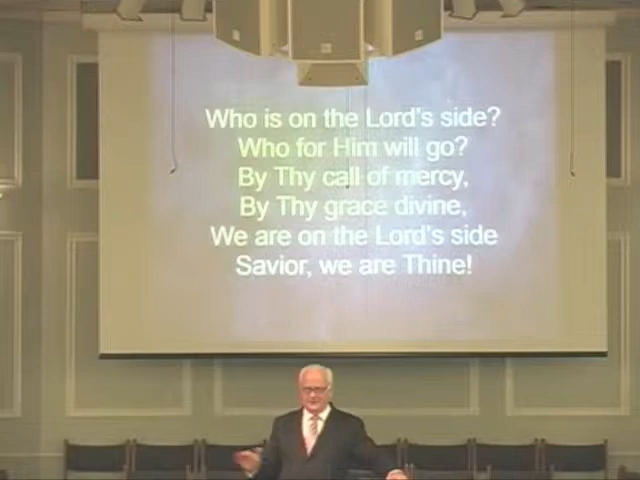 Who is on the Lord's side?
Who for Him will go?
By Thy call of mercy,
By Thy grace divine,
We are on the Lord's side
Savior, we are Thine!